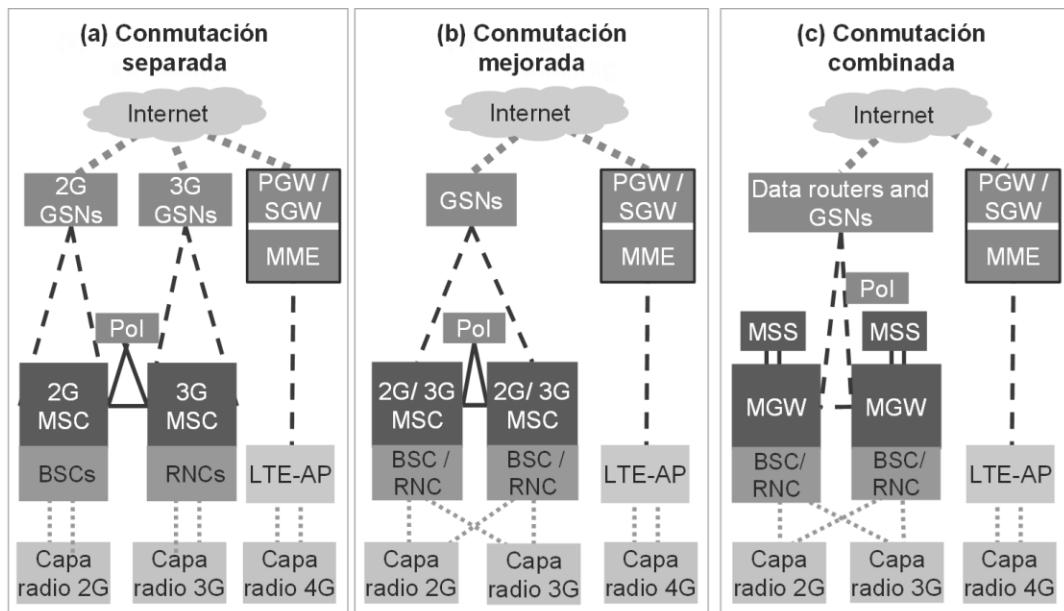 (a) Conmutación
separada
Internet
2G
GSNs
3G
GSNs
PGW /
SGW
MME
PoI
2G
MSC
3G
MSC
BSCs
RNCs
LTE-AP
Capa
radio 2G
Capa
radio 3G
Capa
radio 4G
(b) Conmutación
mejorada
Internet
GSNs
PGW /
SGW
MME
PoI
2G/ 3G
MSC
2G/ 3G
MSC
BSC /
RNC
BSC /
RNC
LTE-AP
Capa
radio 2G
Capa
radio 3G
Capa
radio 4G
(c) Conmutación
combinada
Internet
Data routers and
GSNs
PGW /
SGW
MME
PoI
MSS
MSS
MGW
MGW
BSC/
RNC
BSC/
RNC
LTE-AP
Capa
radio 2G
Capa
radio 3G
Capa
radio 4G